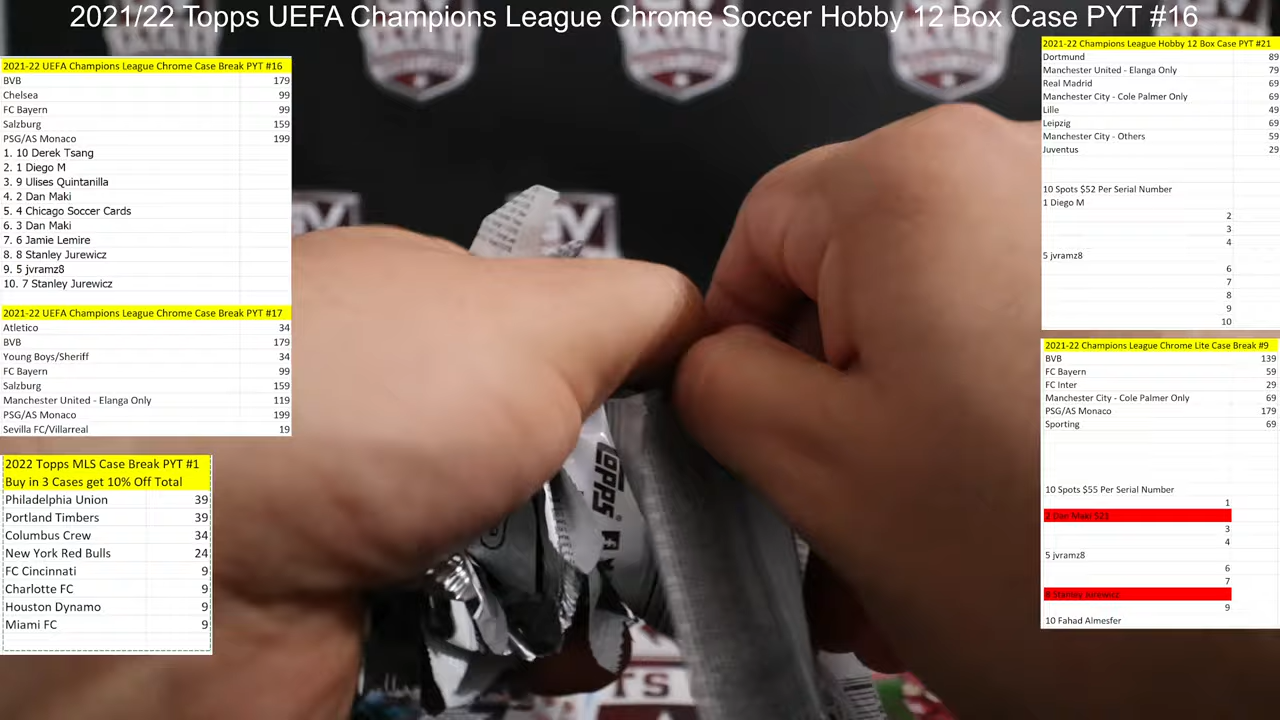 2021/22 Topps UEFA Champions League Chrome Soccer Hobby 12 Box Case PYT #16
2021-22 UEFA Champions League Chrome Case Break PYT #16
BVB 179
Chelsea 99
FC Bayern 99
Salzburg 159
PSG/AS Monaco 199
1. 10 Derek Tsang
2. 1 Diego M
3. 9 Ulises Quintanilla
4. 2 Dan Maki
5. 4 Chicago Soccer Cards
6. 3 Dan Maki
7. 6 Jamie Lemire
8. 8 Stanley Jurewicz
9. 5 jvramz8
10. 7 Stanley Jurewicz
2021-22 UEFA Champions League Chrome Case Break PYT #17
Atletico 34
BVB 179
Young Boys/Sheriff 34
FC Bayern 99
Salzburg 159
Manchester United - Elanga Only 119
PSG/AS Monaco 199
Sevilla FC/Villarreal 19
2022 Topps MLS Case Break PYT #1
Buy in 3 Cases get 10% Off Total
Philadelphia Union 39
Portland Timbers 39
Columbus Crew 34
New York Red Bulls 24
FC Cincinnati 9
Charlotte FC 9
Houston Dynamo 9
Miami FC 9
Topps
TS
2021-22 Champions League Hobby 12 Box Case PYT #21
Dortmund 89
Manchester United - Elanga Only 79
Real Madrid 69
Manchester City - Cole Palmer Only 69
Lille 49
Leipzig 69
Manchester City - Others 59
Juventus 29
10 Spots $52 Per Serial Number
1 Diego M
2
3
4
5 jvramz8
6
7
8
9
10
2021-22 Champions League Chrome Lite Case Break #9
BVB 139
FC Bayern 59
FC Inter 29
Manchester City - Cole Palmer Only 69
PSG/AS Monaco 179
Sporting 69
10 Spots $55 Per Serial Number
1
2 Dan Maki 521
3
4
5 jvramz8
6
7
8 Stanley Jurewicz
9
10 Fahad Almesfer